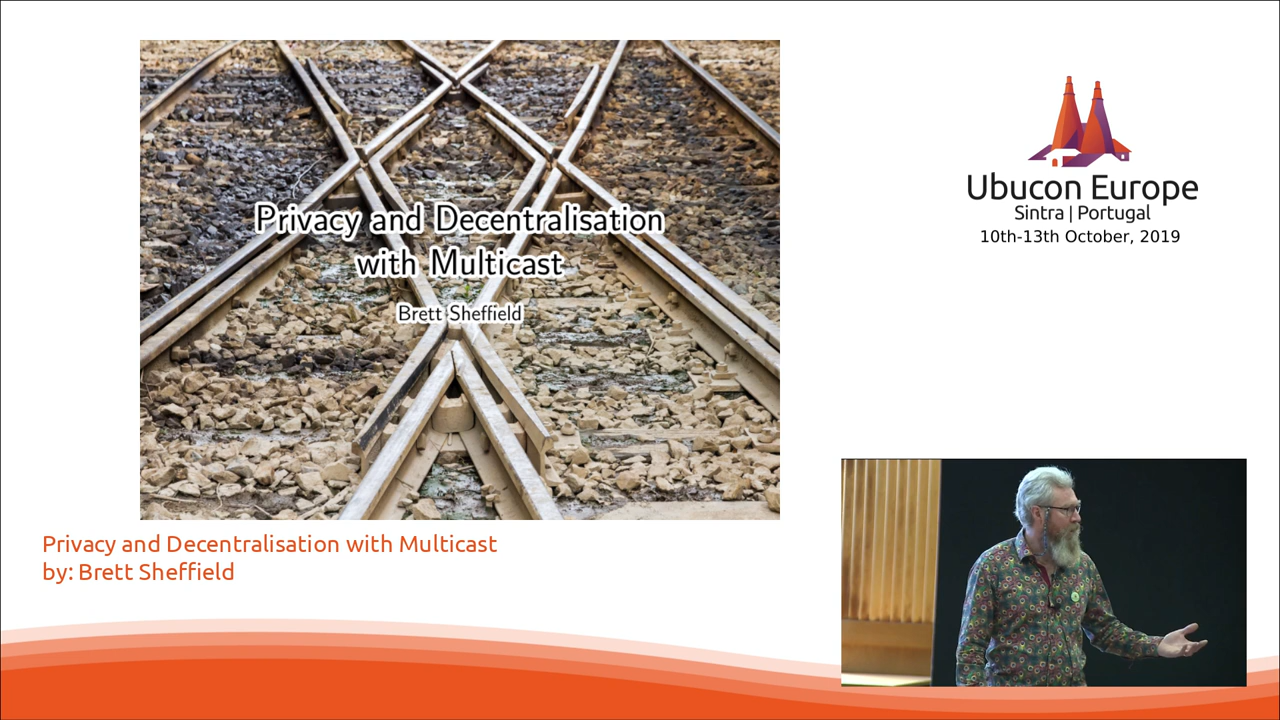 Privacy and Decentralisation
with Multicast
Brett Sheffield
Ubucon Europe
Sintra | Portugal
10th-13th October, 2019
Privacy and Decentralisation with Multicast
by: Brett Sheffield